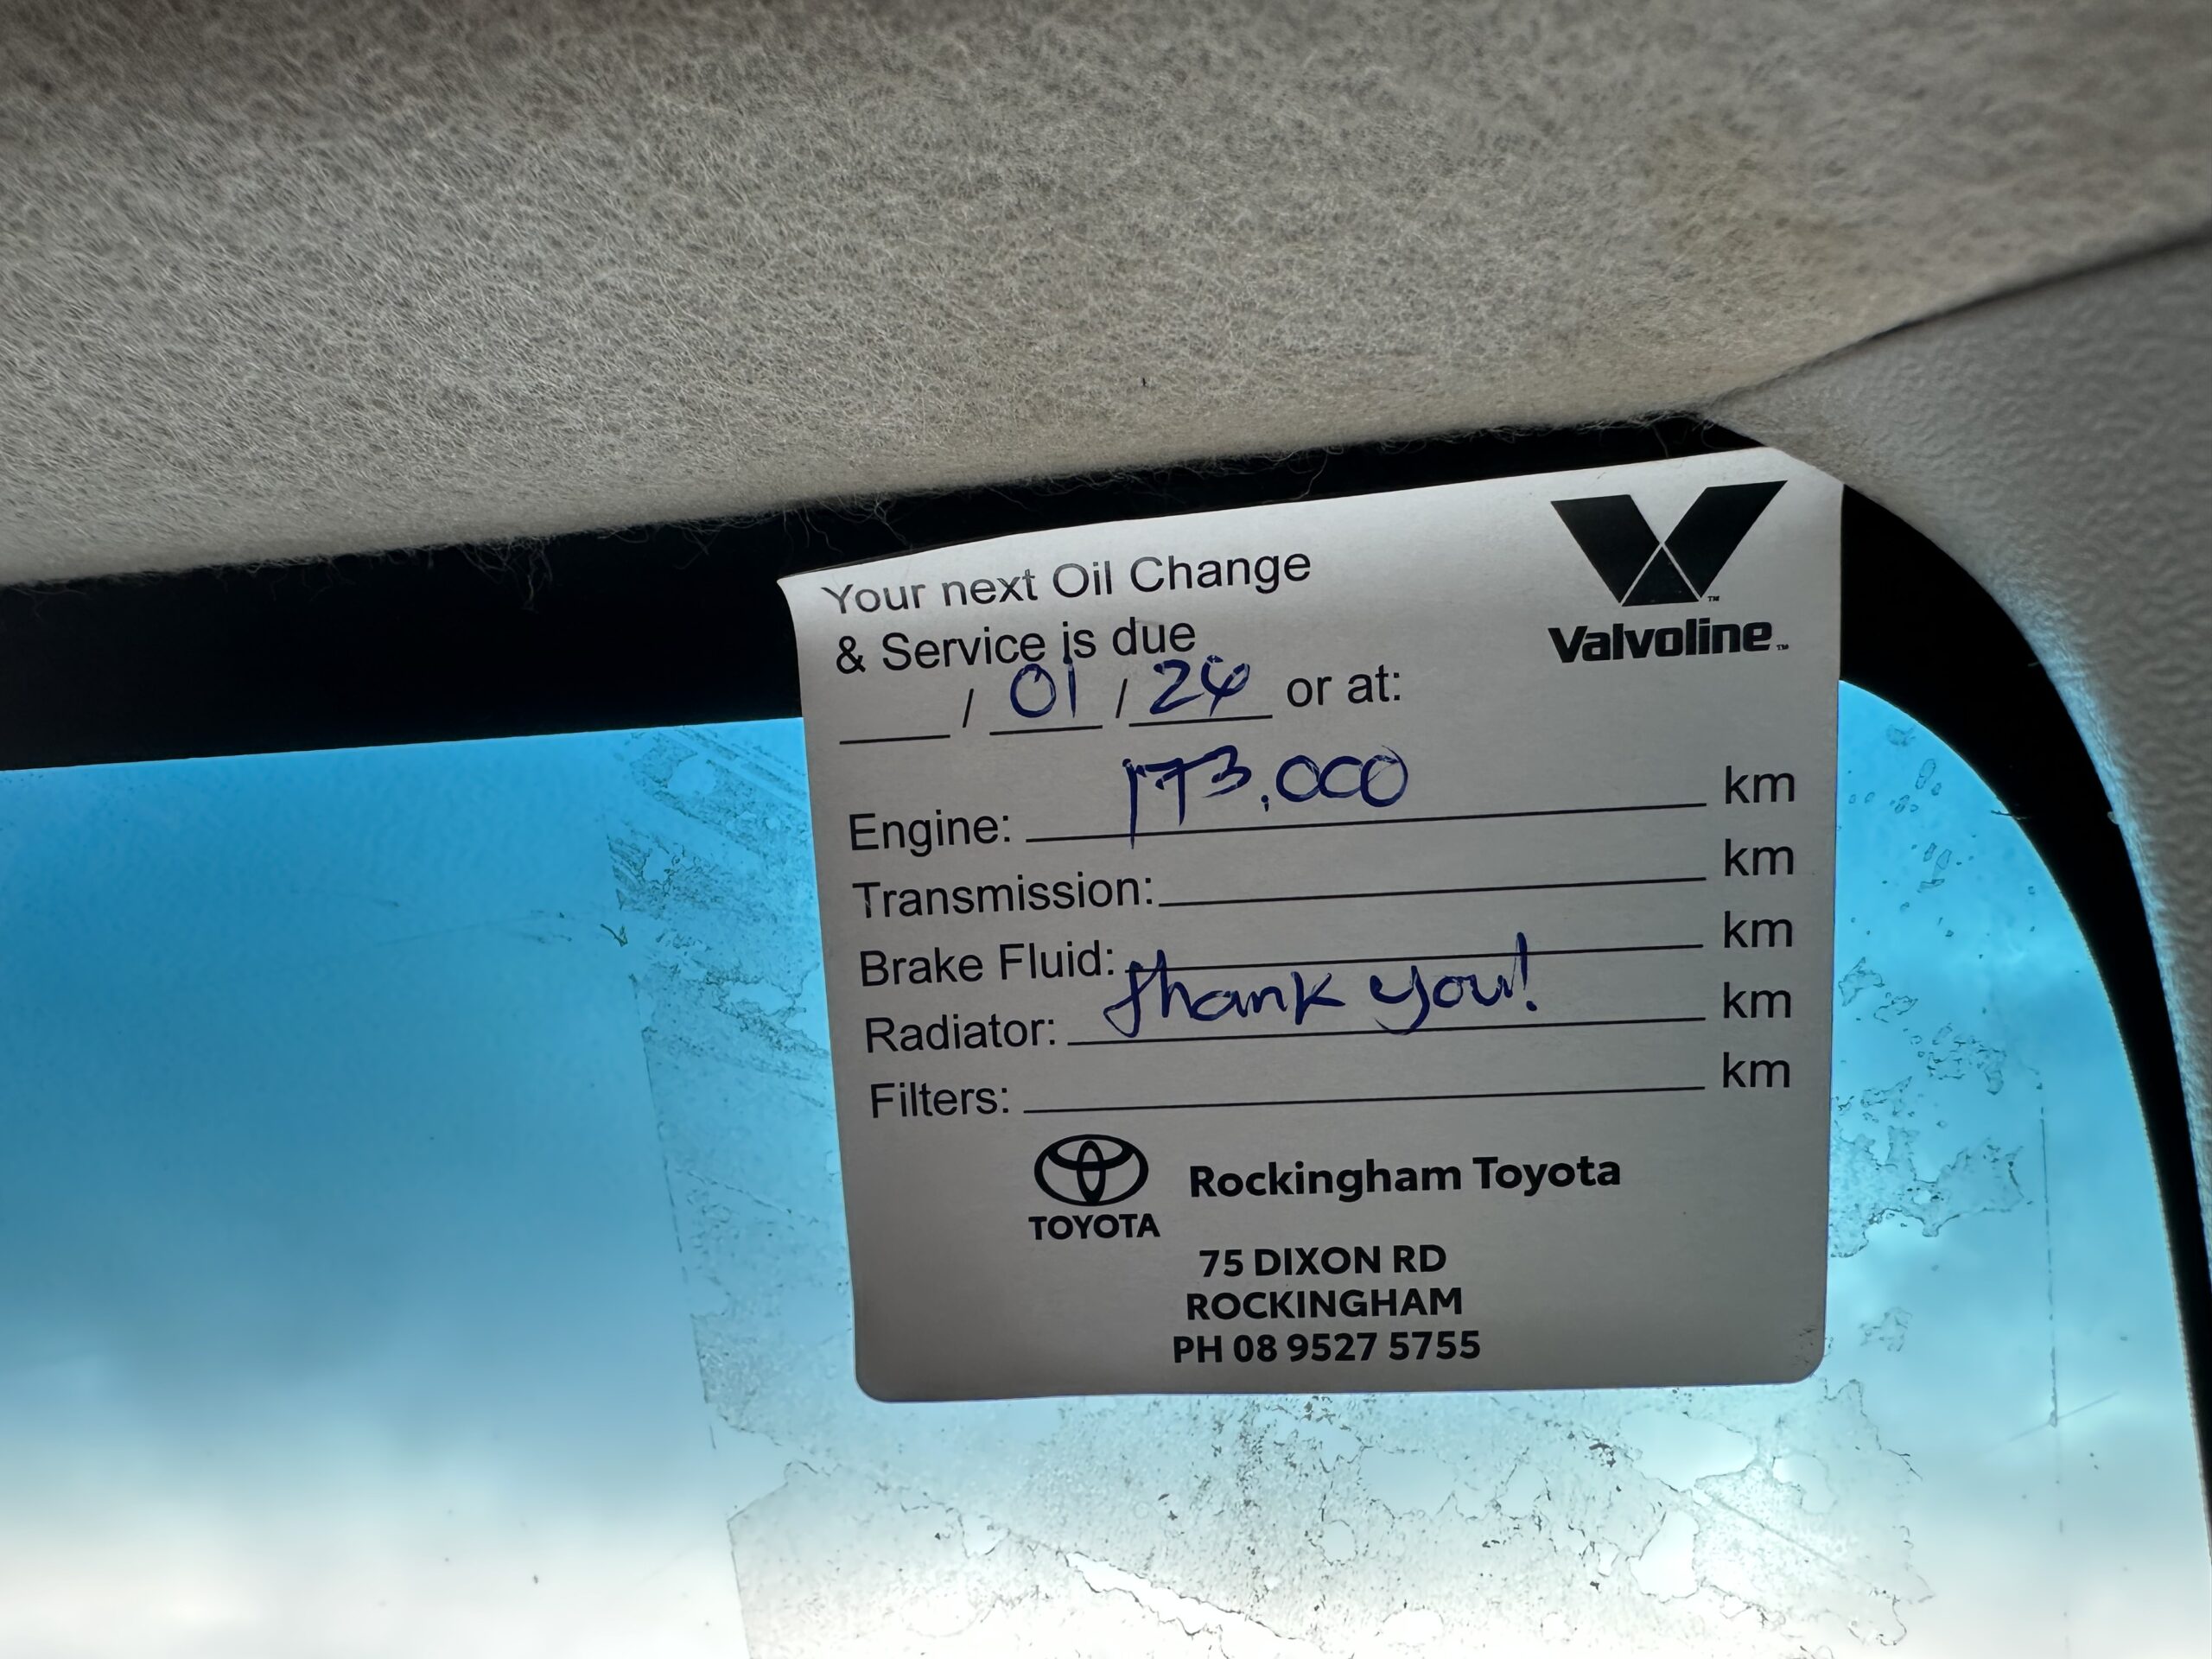 Your next Oil Change
& Service is due
Valvoline™
/ 01 / 24 or at:
Engine: 173,000 km
Transmission: km
Brake Fluid: km
Radiator: thank you! km
Filters: km
TOYOTA
Rockingham Toyota
75 DIXON RD
ROCKINGHAM
PH 08 9527 5755